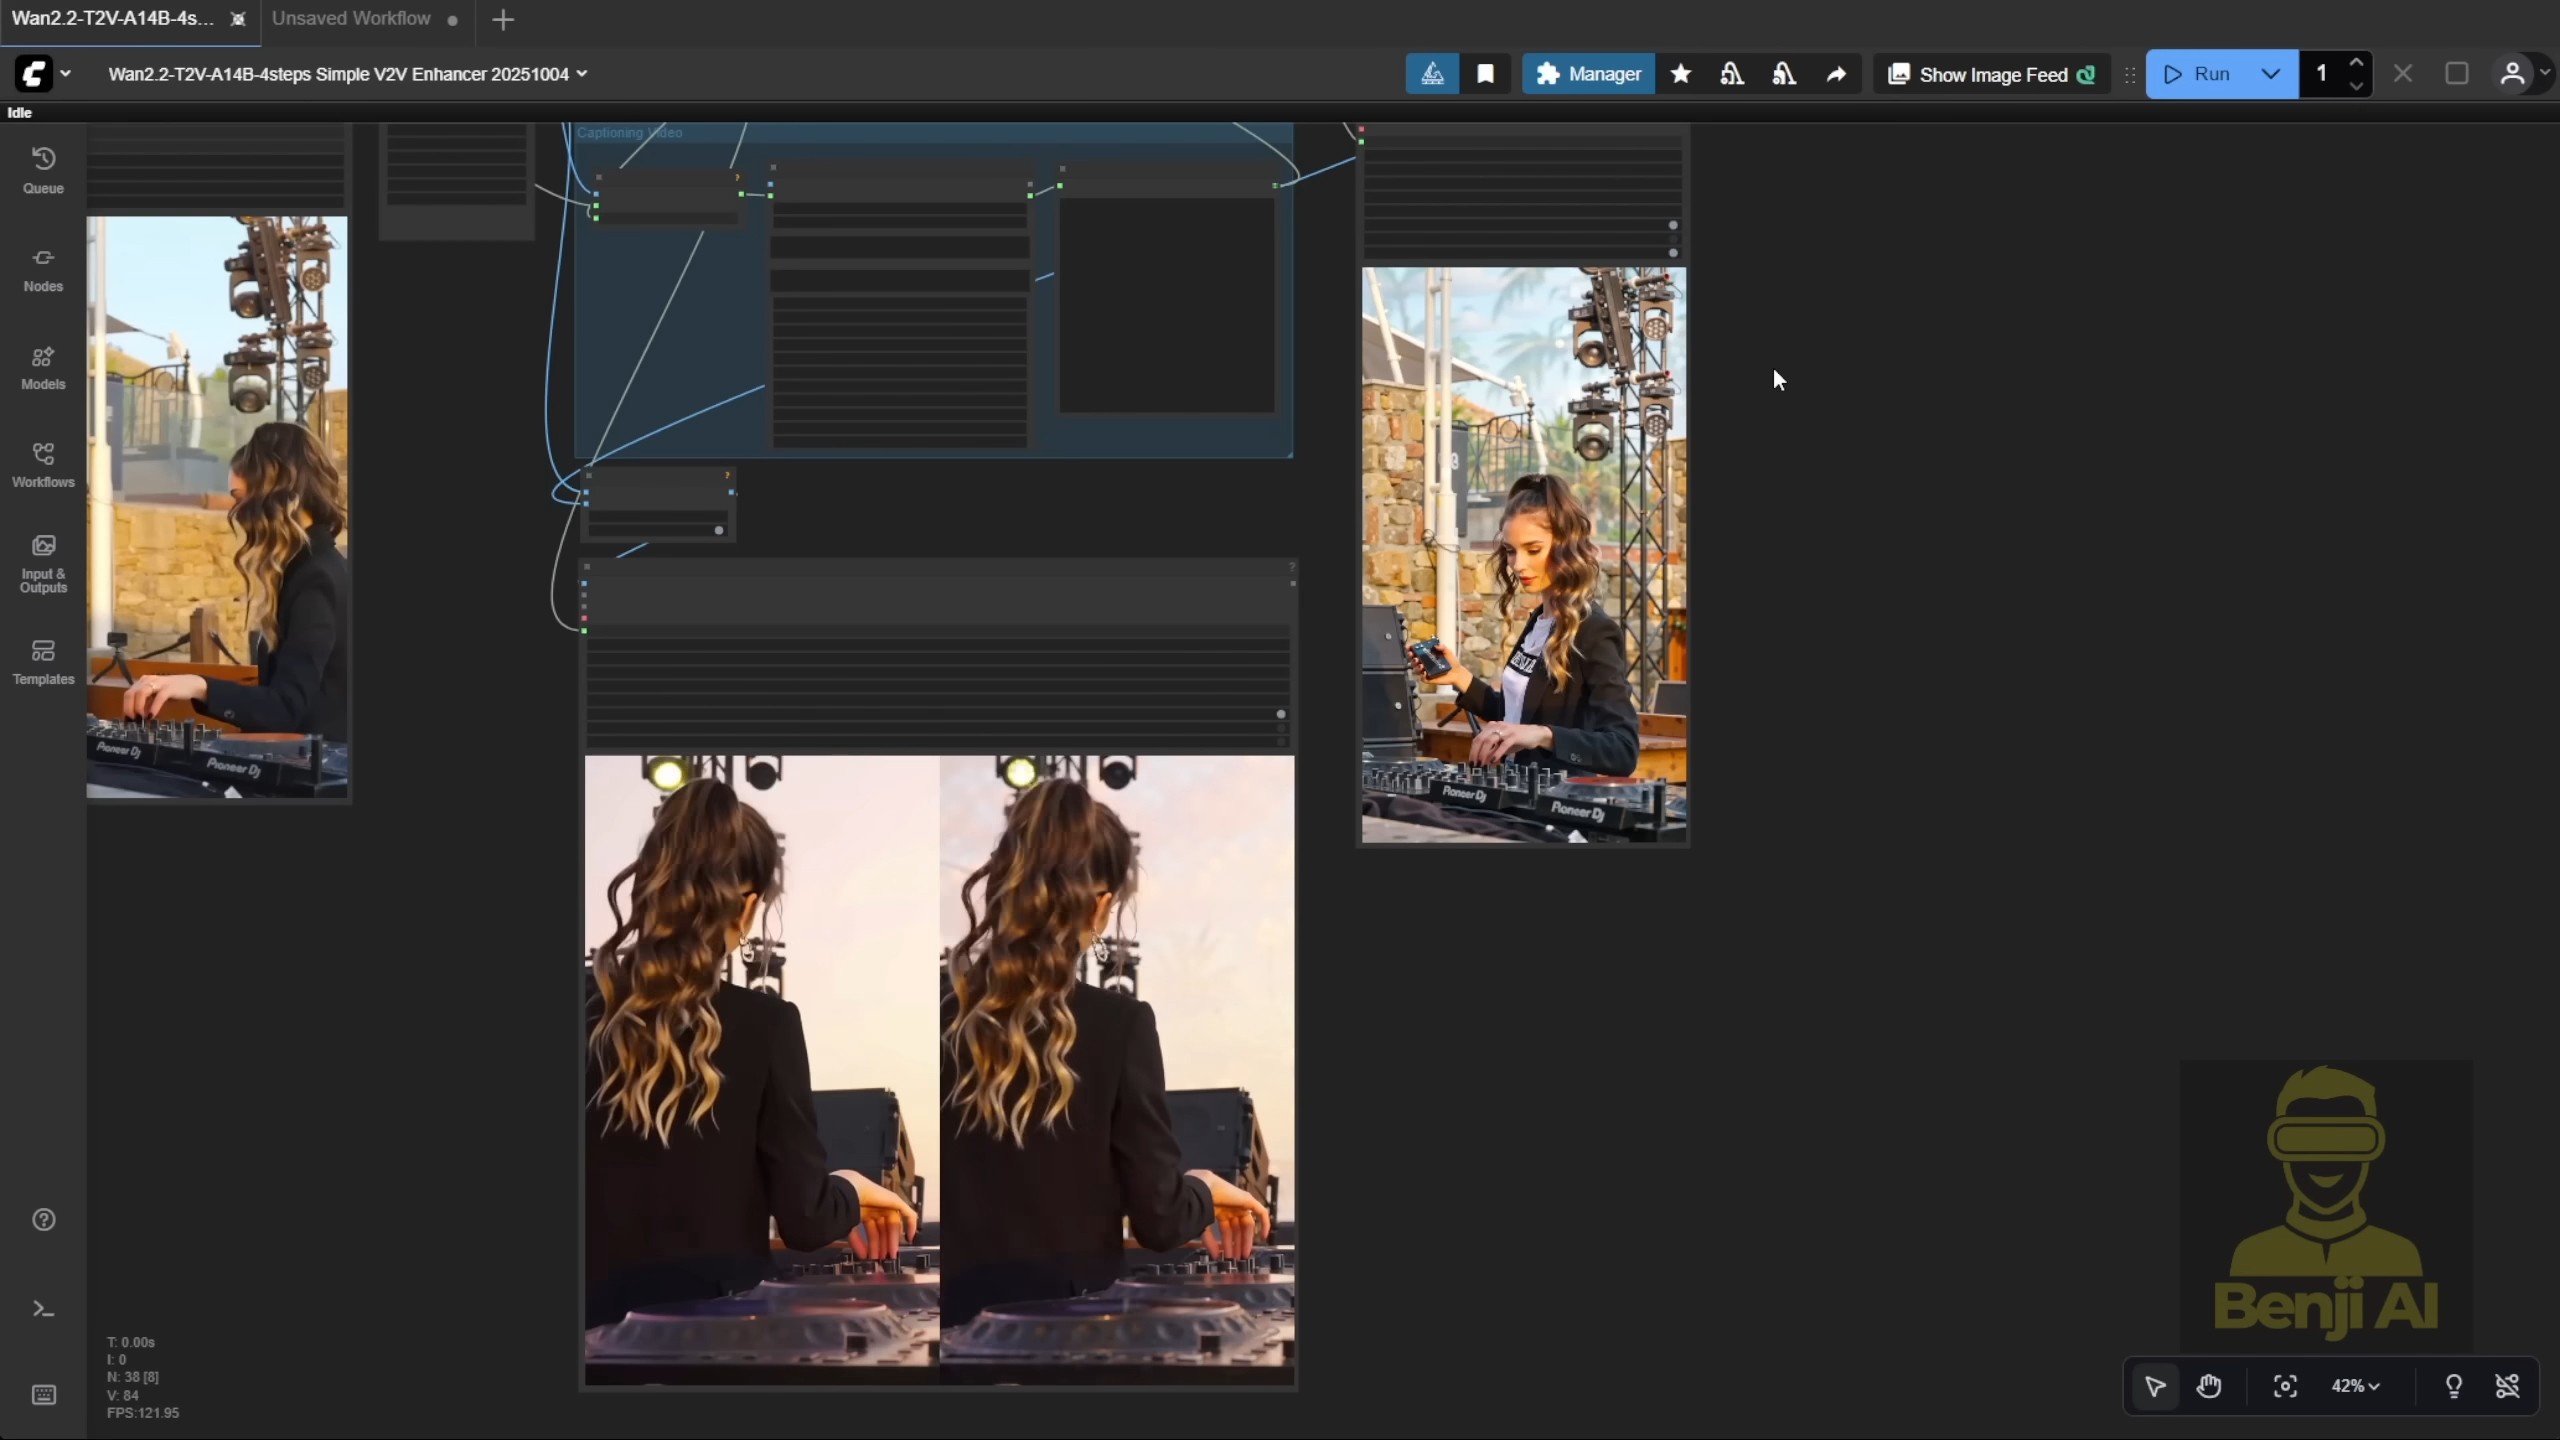 Wan2.2-T2V-A14B-4s...
Unsaved Workflow
Wan2.2-T2V-A14B-4steps Simple V2V Enhancer 20251004
Manager
Show Image Feed
Run
1
Idle
Queue
Nodes
Models
Workflows
Input &
Outputs
Templates
Captioning Video
Pioneer Dj
Pioneer Dj
Pioneer Dj
Pioneer Dj
T: 0.00s
I: 0
N: 38 [8]
V: 84
FPS:121.95
Benji AI
42%